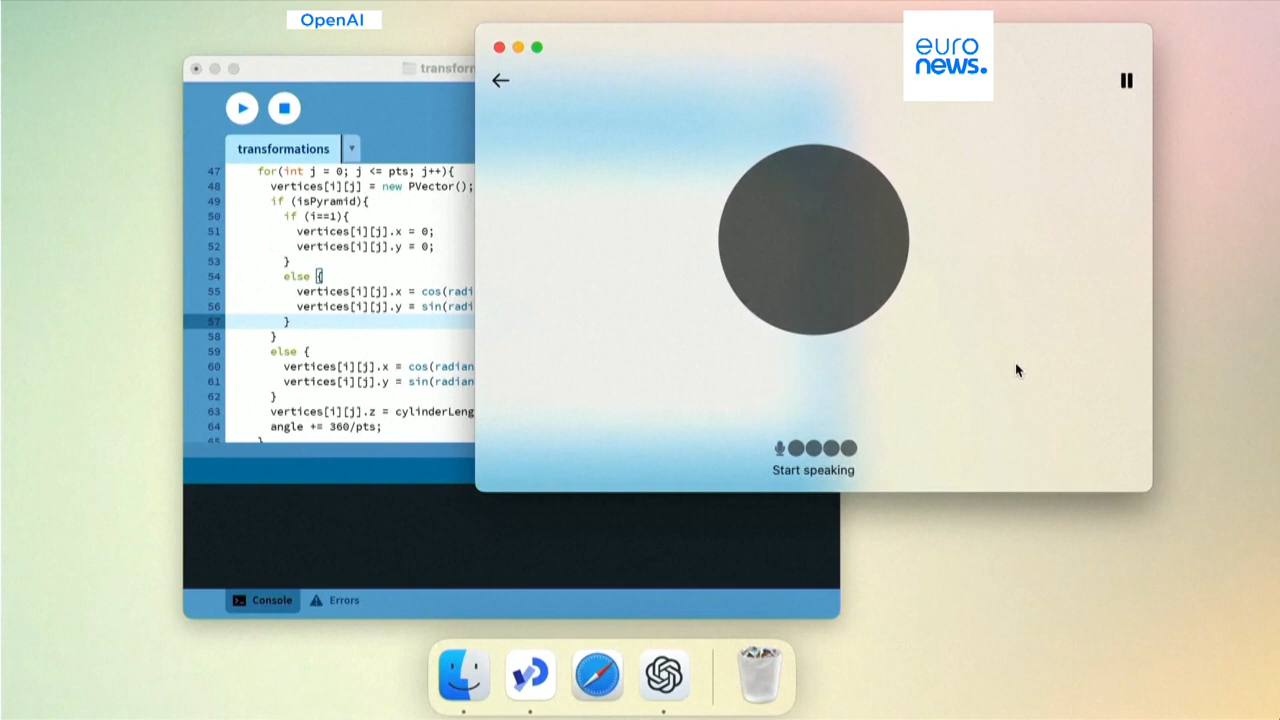 OpenAI
euro
news.
transform
transformations
47 for(int j = 0; j <= pts; j++){
48 vertices[i][j] = new PVector();
49 if (isPyramid){
50 if (i==1){
51 vertices[i][j].x = 0;
52 vertices[i][j].y = 0;
53 }
54 else {
55 vertices[i][j].x = cos(radi
56 vertices[i][j].y = sin(radi
57 }
58 }
59 else {
60 vertices[i][j].x = cos(radian
61 vertices[i][j].y = sin(radian
62 }
63 vertices[i][j].z = cylinderLeng
64 angle += 360/pts;
65 }
Start speaking
Console Errors